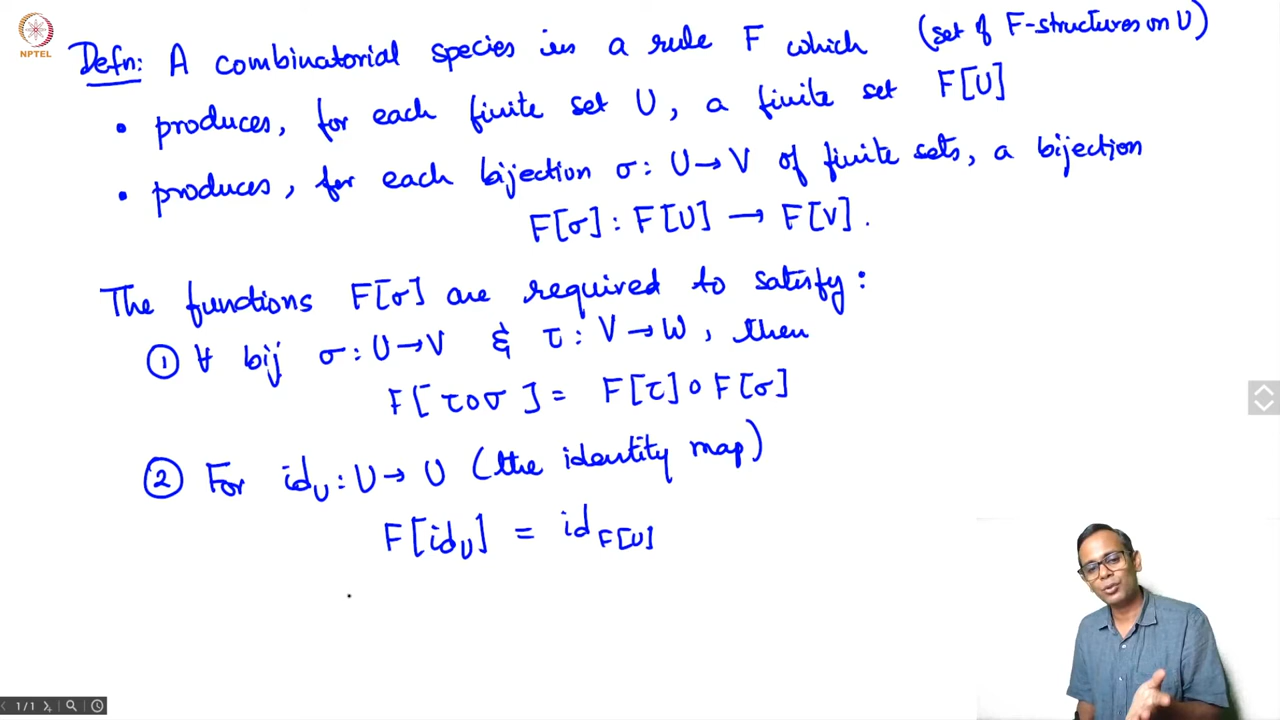 NPTEL
Defn: A combinatorial species is a rule F which (set of F-structures on U)
• produces, for each finite set U, a finite set F[U]
• produces, for each bijection σ: U→V of finite sets, a bijection
F[σ]: F[U] → F[V].
The functions F[σ] are required to satisfy:
① ∀ bij σ: U→V & τ: V→W, then
F[τ∘σ] = F[τ]∘F[σ]
② For id_U: U→U (the identity map)
F[id_U] = id_F[U]
1/1